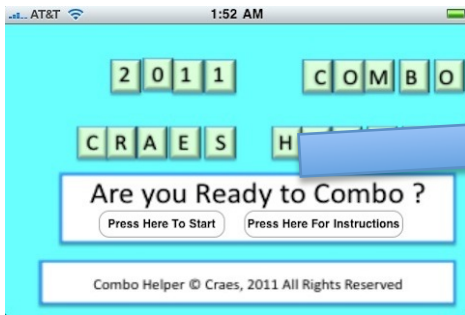 AT&T 1:52 AM
2011 COMBO
CRAES H
Are you Ready to Combo ?
Press Here To Start Press Here For Instructions
Combo Helper © Craes, 2011 All Rights Reserved